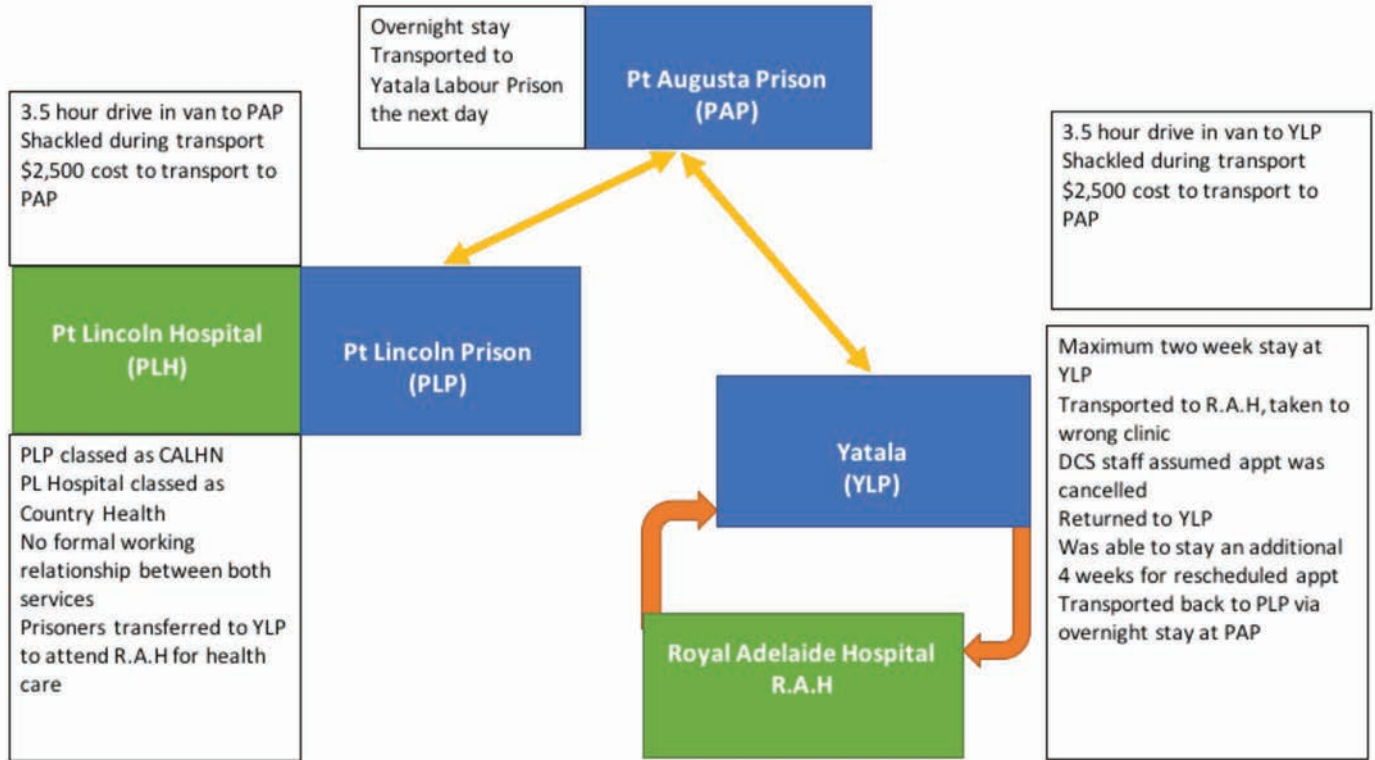 Overnight stay
Transported to
Yatala Labour Prison
the next day
Pt Augusta Prison
(PAP)
3.5 hour drive in van to PAP
Shackled during transport
$2,500 cost to transport to
PAP
3.5 hour drive in van to YLP
Shackled during transport
$2,500 cost to transport to
PAP
Pt Lincoln Hospital
(PLH)
Pt Lincoln Prison
(PLP)
PLP classed as CALHN
PL Hospital classed as
Country Health
No formal working
relationship between both
services
Prisoners transferred to YLP
to attend R.A.H for health
care
Yatala
(YLP)
Royal Adelaide Hospital
R.A.H
Maximum two week stay at
YLP
Transported to R.A.H, taken to
wrong clinic
DCS staff assumed appt was
cancelled
Returned to YLP
Was able to stay an additional
4 weeks for rescheduled appt
Transported back to PLP via
overnight stay at PAP